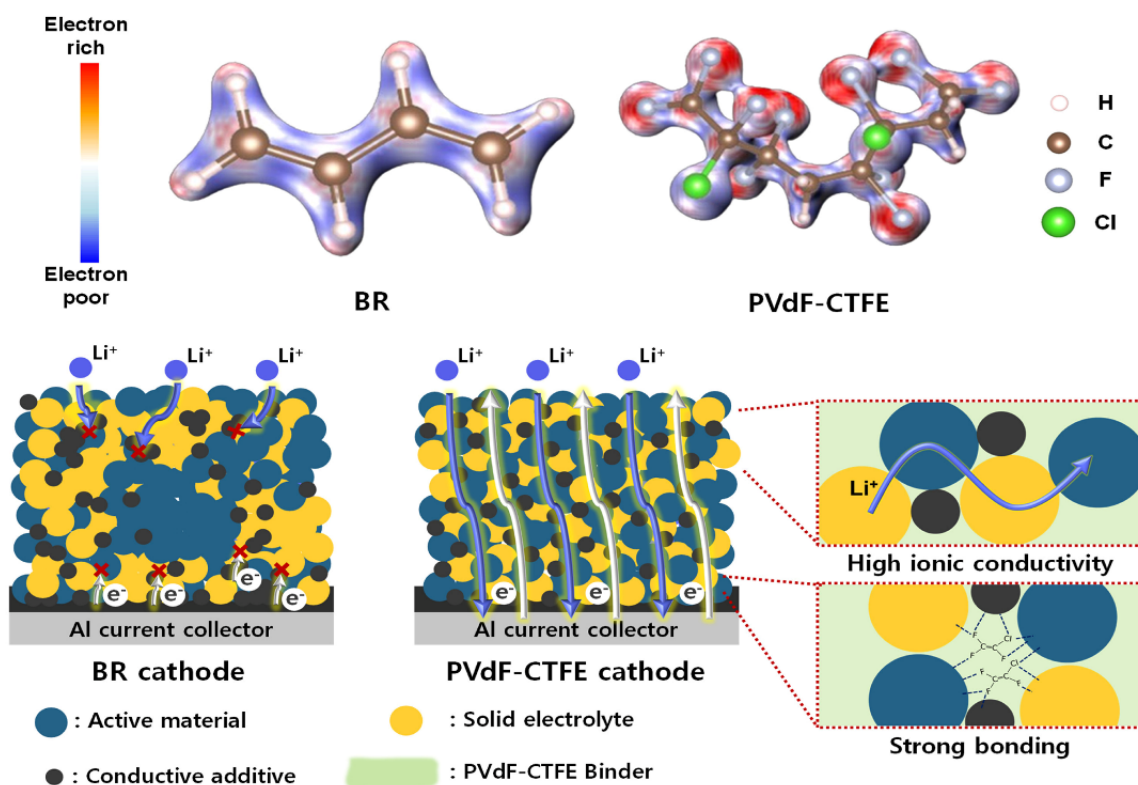 Electron
rich
Electron
poor
BR
PVdF-CTFE
H
C
F
Cl
Li⁺
Li⁺
Li⁺
e⁻
e⁻
e⁻
e⁻
Al current collector
BR cathode
Li⁺
Li⁺
Li⁺
e⁻
e⁻
e⁻
Al current collector
PVdF-CTFE cathode
Li⁺
High ionic conductivity
F
Cl
C
C
F
F
Cl
F
C
C
F
F
Strong bonding
: Active material
: Solid electrolyte
: Conductive additive
: PVdF-CTFE Binder